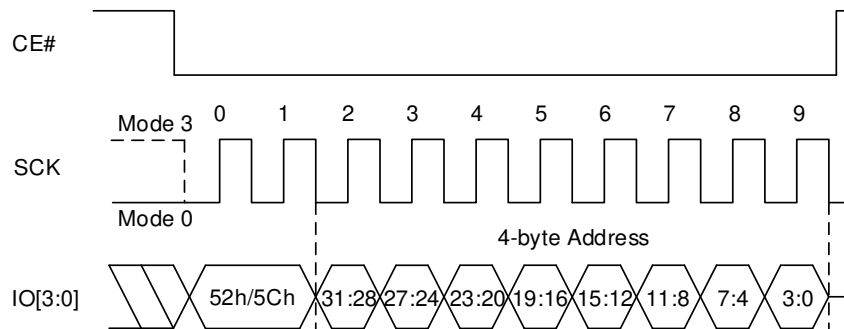 CE#
0 1 2 3 4 5 6 7 8 9
Mode 3
SCK
Mode 0
4-byte Address
IO[3:0] 52h/5Ch 31:28 27:24 23:20 19:16 15:12 11:8 7:4 3:0